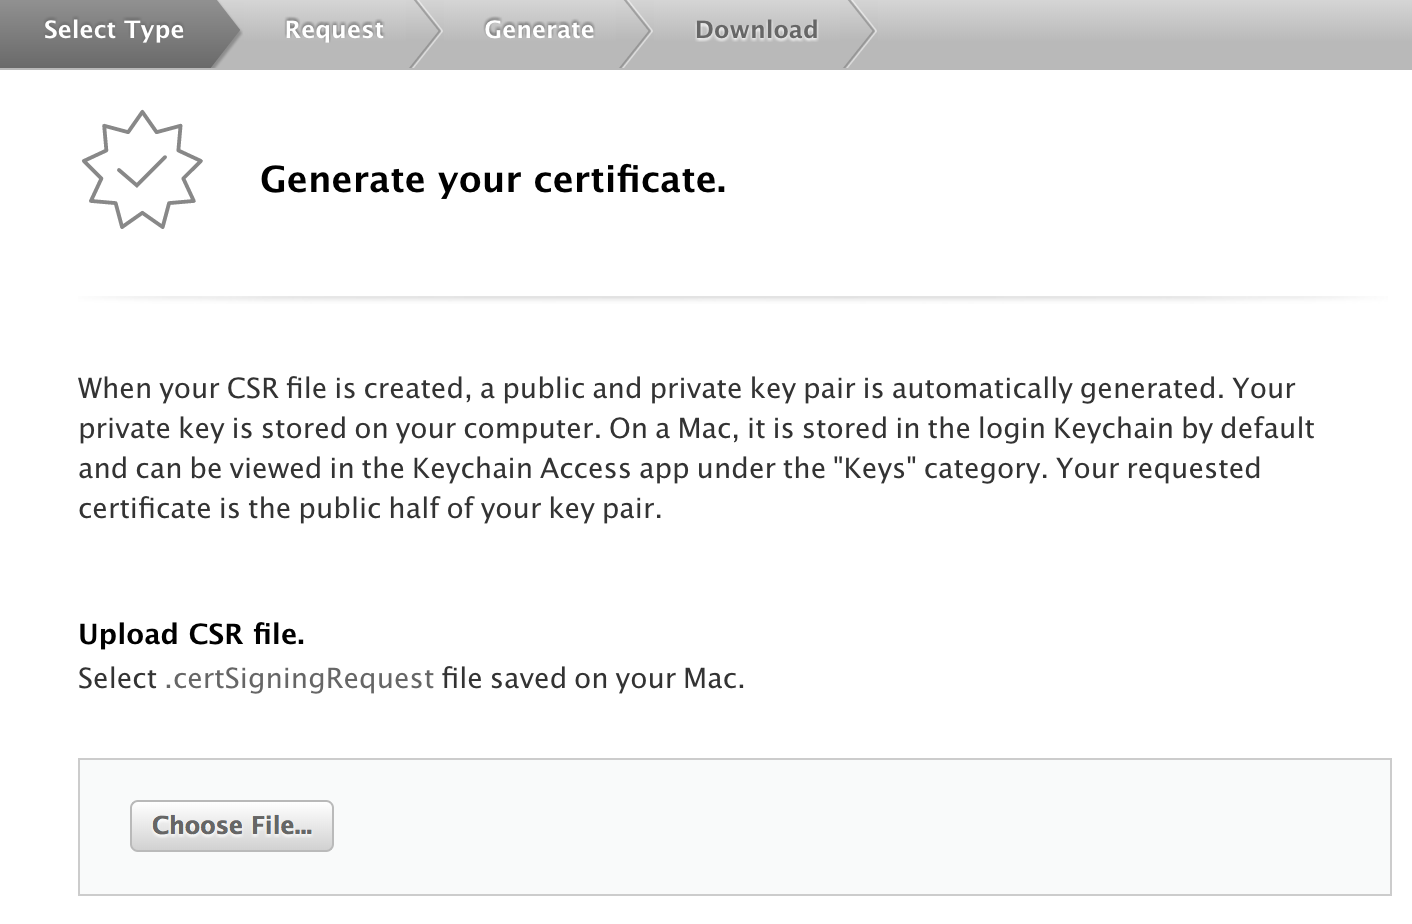 Select Type Request Generate Download
Generate your certificate.
When your CSR file is created, a public and private key pair is automatically generated. Your
private key is stored on your computer. On a Mac, it is stored in the login Keychain by default
and can be viewed in the Keychain Access app under the "Keys" category. Your requested
certificate is the public half of your key pair.
Upload CSR file.
Select .certSigningRequest file saved on your Mac.
Choose File...